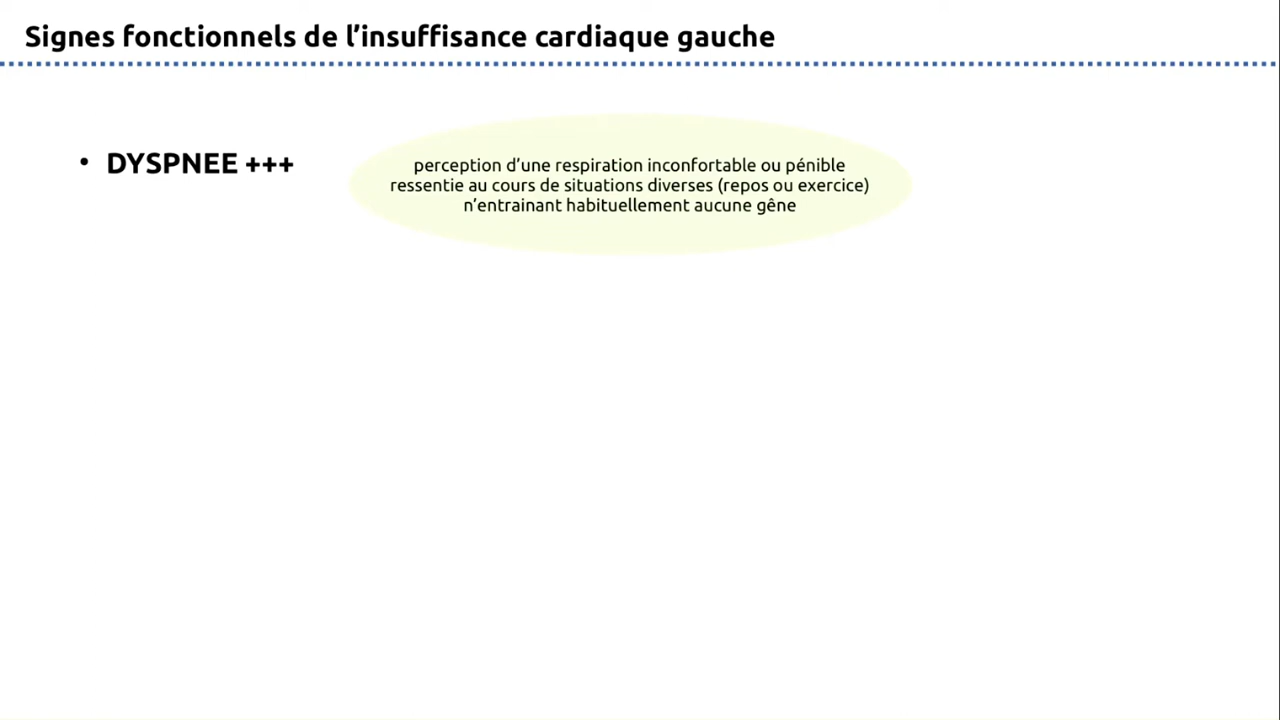 Signes fonctionnels de l’insuffisance cardiaque gauche
• DYSPNEE +++
perception d’une respiration inconfortable ou pénible
ressentie au cours de situations diverses (repos ou exercice)
n’entrainant habituellement aucune gêne